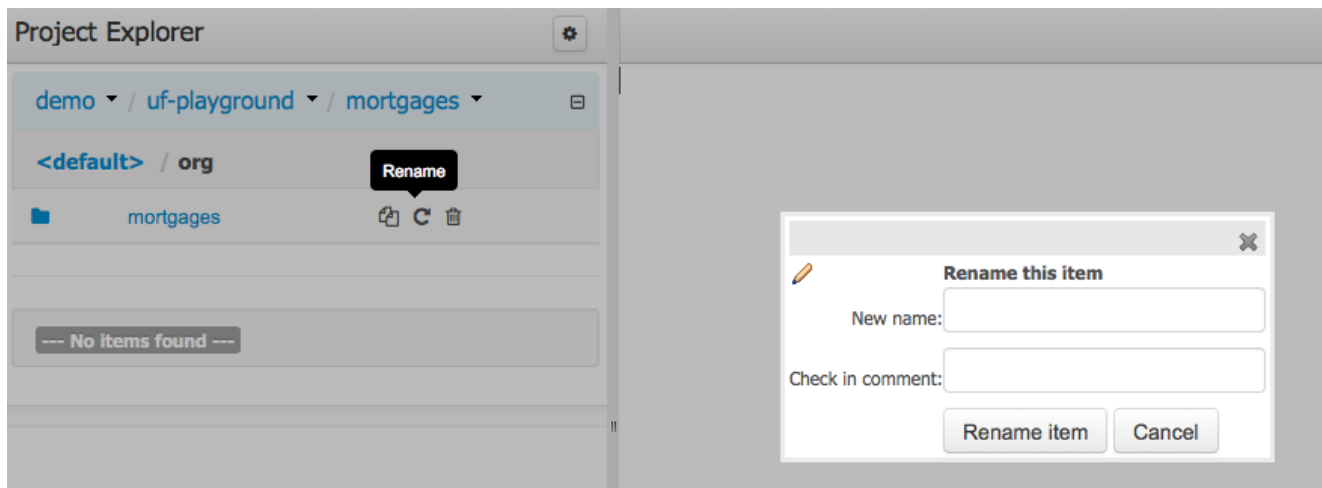 Project Explorer
demo / uf-playground / mortgages
<default> / org
Rename
mortgages
--- No items found ---
Rename this item
New name:
Check in comment:
Rename item Cancel